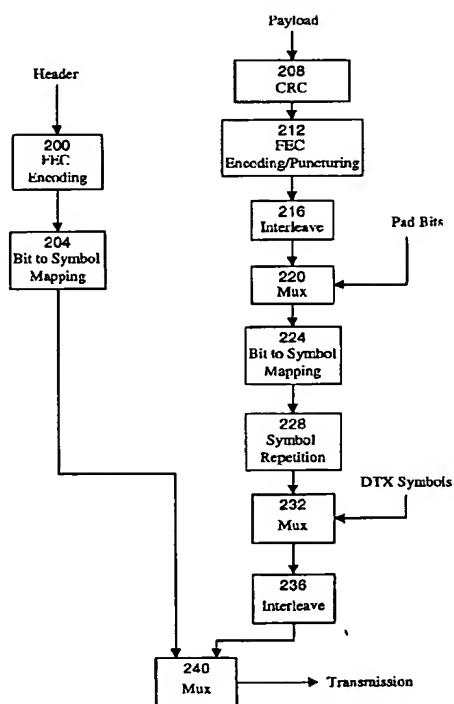 Payload
208
CRC
Header
200
FEC
Encoding
212
FEC
Encoding/Puncturing
204
Bit to Symbol
Mapping
216
Interleave
Pad Bits
220
Mux
224
Bit to Symbol
Mapping
228
Symbol
Repetition
DTX Symbols
232
Mux
236
Interleave
240
Mux
Transmission